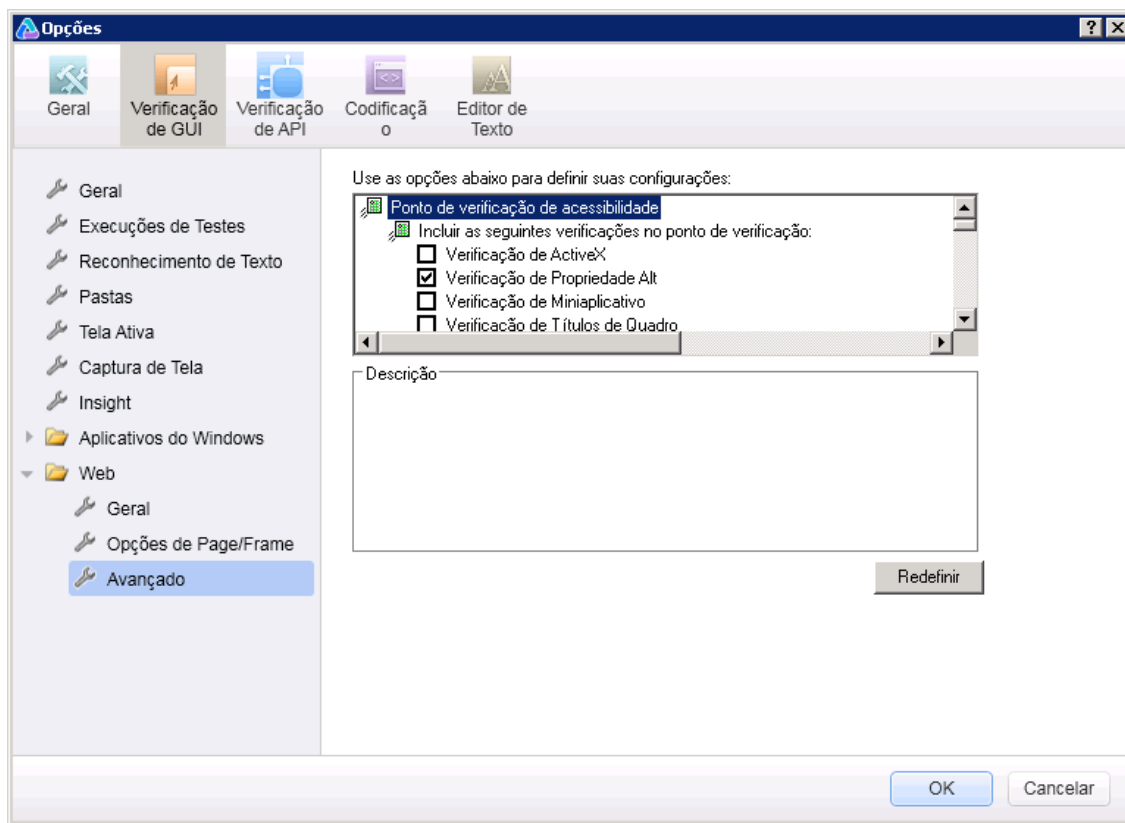 Opções
Geral
Verificação
de GUI
Verificação
de API
Codificaçã
o
Editor de
Texto
Geral
Execuções de Testes
Reconhecimento de Texto
Pastas
Tela Ativa
Captura de Tela
Insight
Aplicativos do Windows
Web
Geral
Opções de Page/Frame
Avançado
Use as opções abaixo para definir suas configurações:
Ponto de verificação de acessibilidade
Incluir as seguintes verificações no ponto de verificação:
Verificação de ActiveX
Verificação de Propriedade Alt
Verificação de Miniaplicativo
Verificação de Títulos de Quadro
Descrição
Redefinir
OK
Cancelar